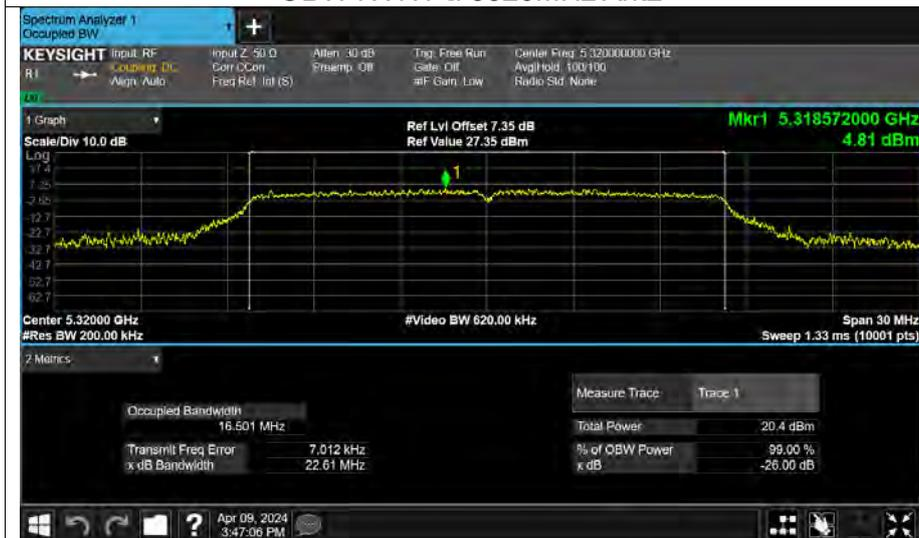 Spectrum Analyzer 1
Occupied BW
KEYSIGHT Input: RF
Coupling: DC
Align: Auto
Input Z: 50 Ω
Corr CCorr
Freq Ref: Int (S)
Atten: 30 dB
Preamp: Off
Trig: Free Run
Gate: Off
#IF Gain: Low
Center Freq: 5.320000000 GHz
Avg|Hold: 100/100
Radio Std: None
1 Graph
Scale/Div 10.0 dB
Ref Lvl Offset 7.35 dB
Ref Value 27.35 dBm
Mkr1 5.318572000 GHz
4.81 dBm
Log
17.4
7.35
-2.65
-12.7
-22.7
-32.7
-42.7
-52.7
-62.7
1
Center 5.32000 GHz
#Res BW 200.00 kHz
#Video BW 620.00 kHz
Span 30 MHz
Sweep 1.33 ms (10001 pts)
2 Metrics
Measure Trace Trace 1
Occupied Bandwidth
16.501 MHz
Total Power 20.4 dBm
Transmit Freq Error 7.012 kHz
% of OBW Power 99.00 %
x dB Bandwidth 22.61 MHz
x dB -26.00 dB
?
Apr 09, 2024
3:47:06 PM